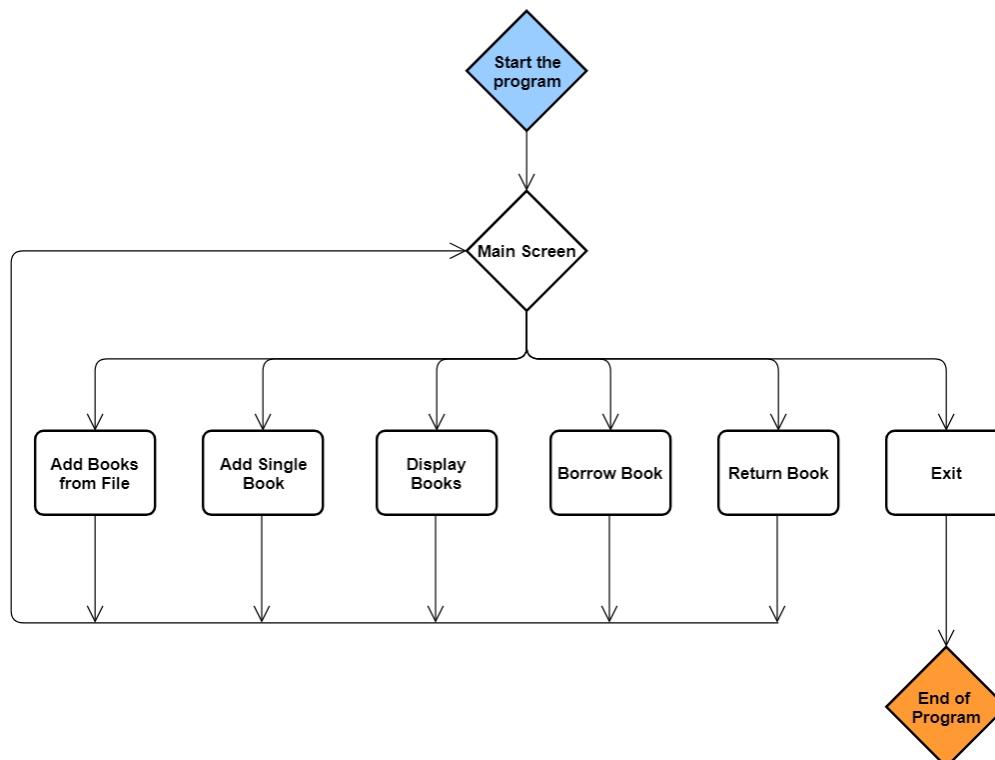 Start the
program
Main Screen
Add Books
from File
Add Single
Book
Display
Books
Borrow Book
Return Book
Exit
End of
Program